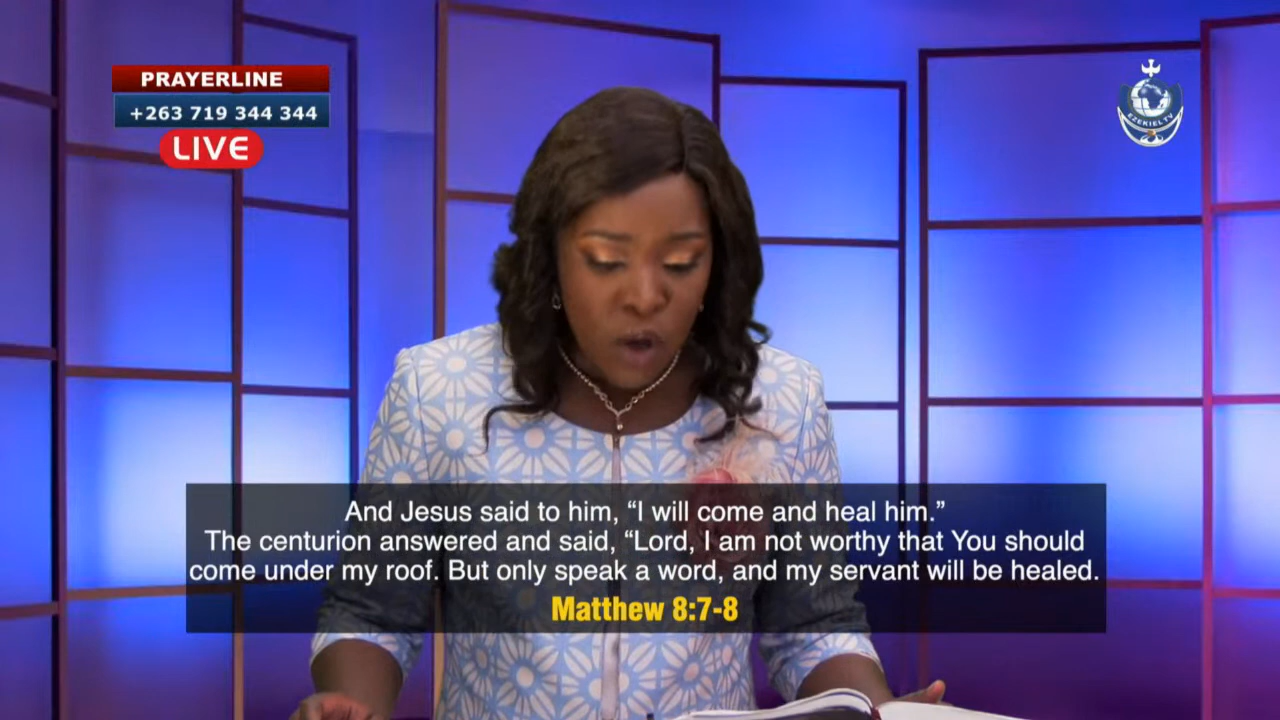 PRAYERLINE
+263 719 344 344
LIVE
EZEKIEL TV
And Jesus said to him, “I will come and heal him.”
The centurion answered and said, “Lord, I am not worthy that You should
come under my roof. But only speak a word, and my servant will be healed.
Matthew 8:7-8